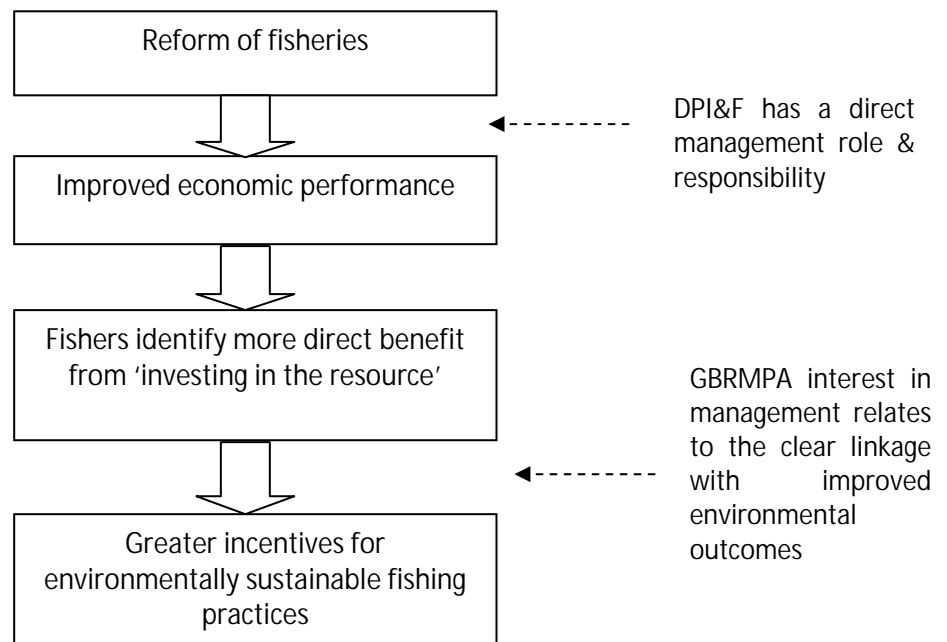 Reform of fisheries
DPI&F has a direct
management role &
responsibility
Improved economic performance
Fishers identify more direct benefit
from ‘investing in the resource’
GBRMPA interest in
management relates
to the clear linkage
with improved
environmental
outcomes
Greater incentives for
environmentally sustainable fishing
practices